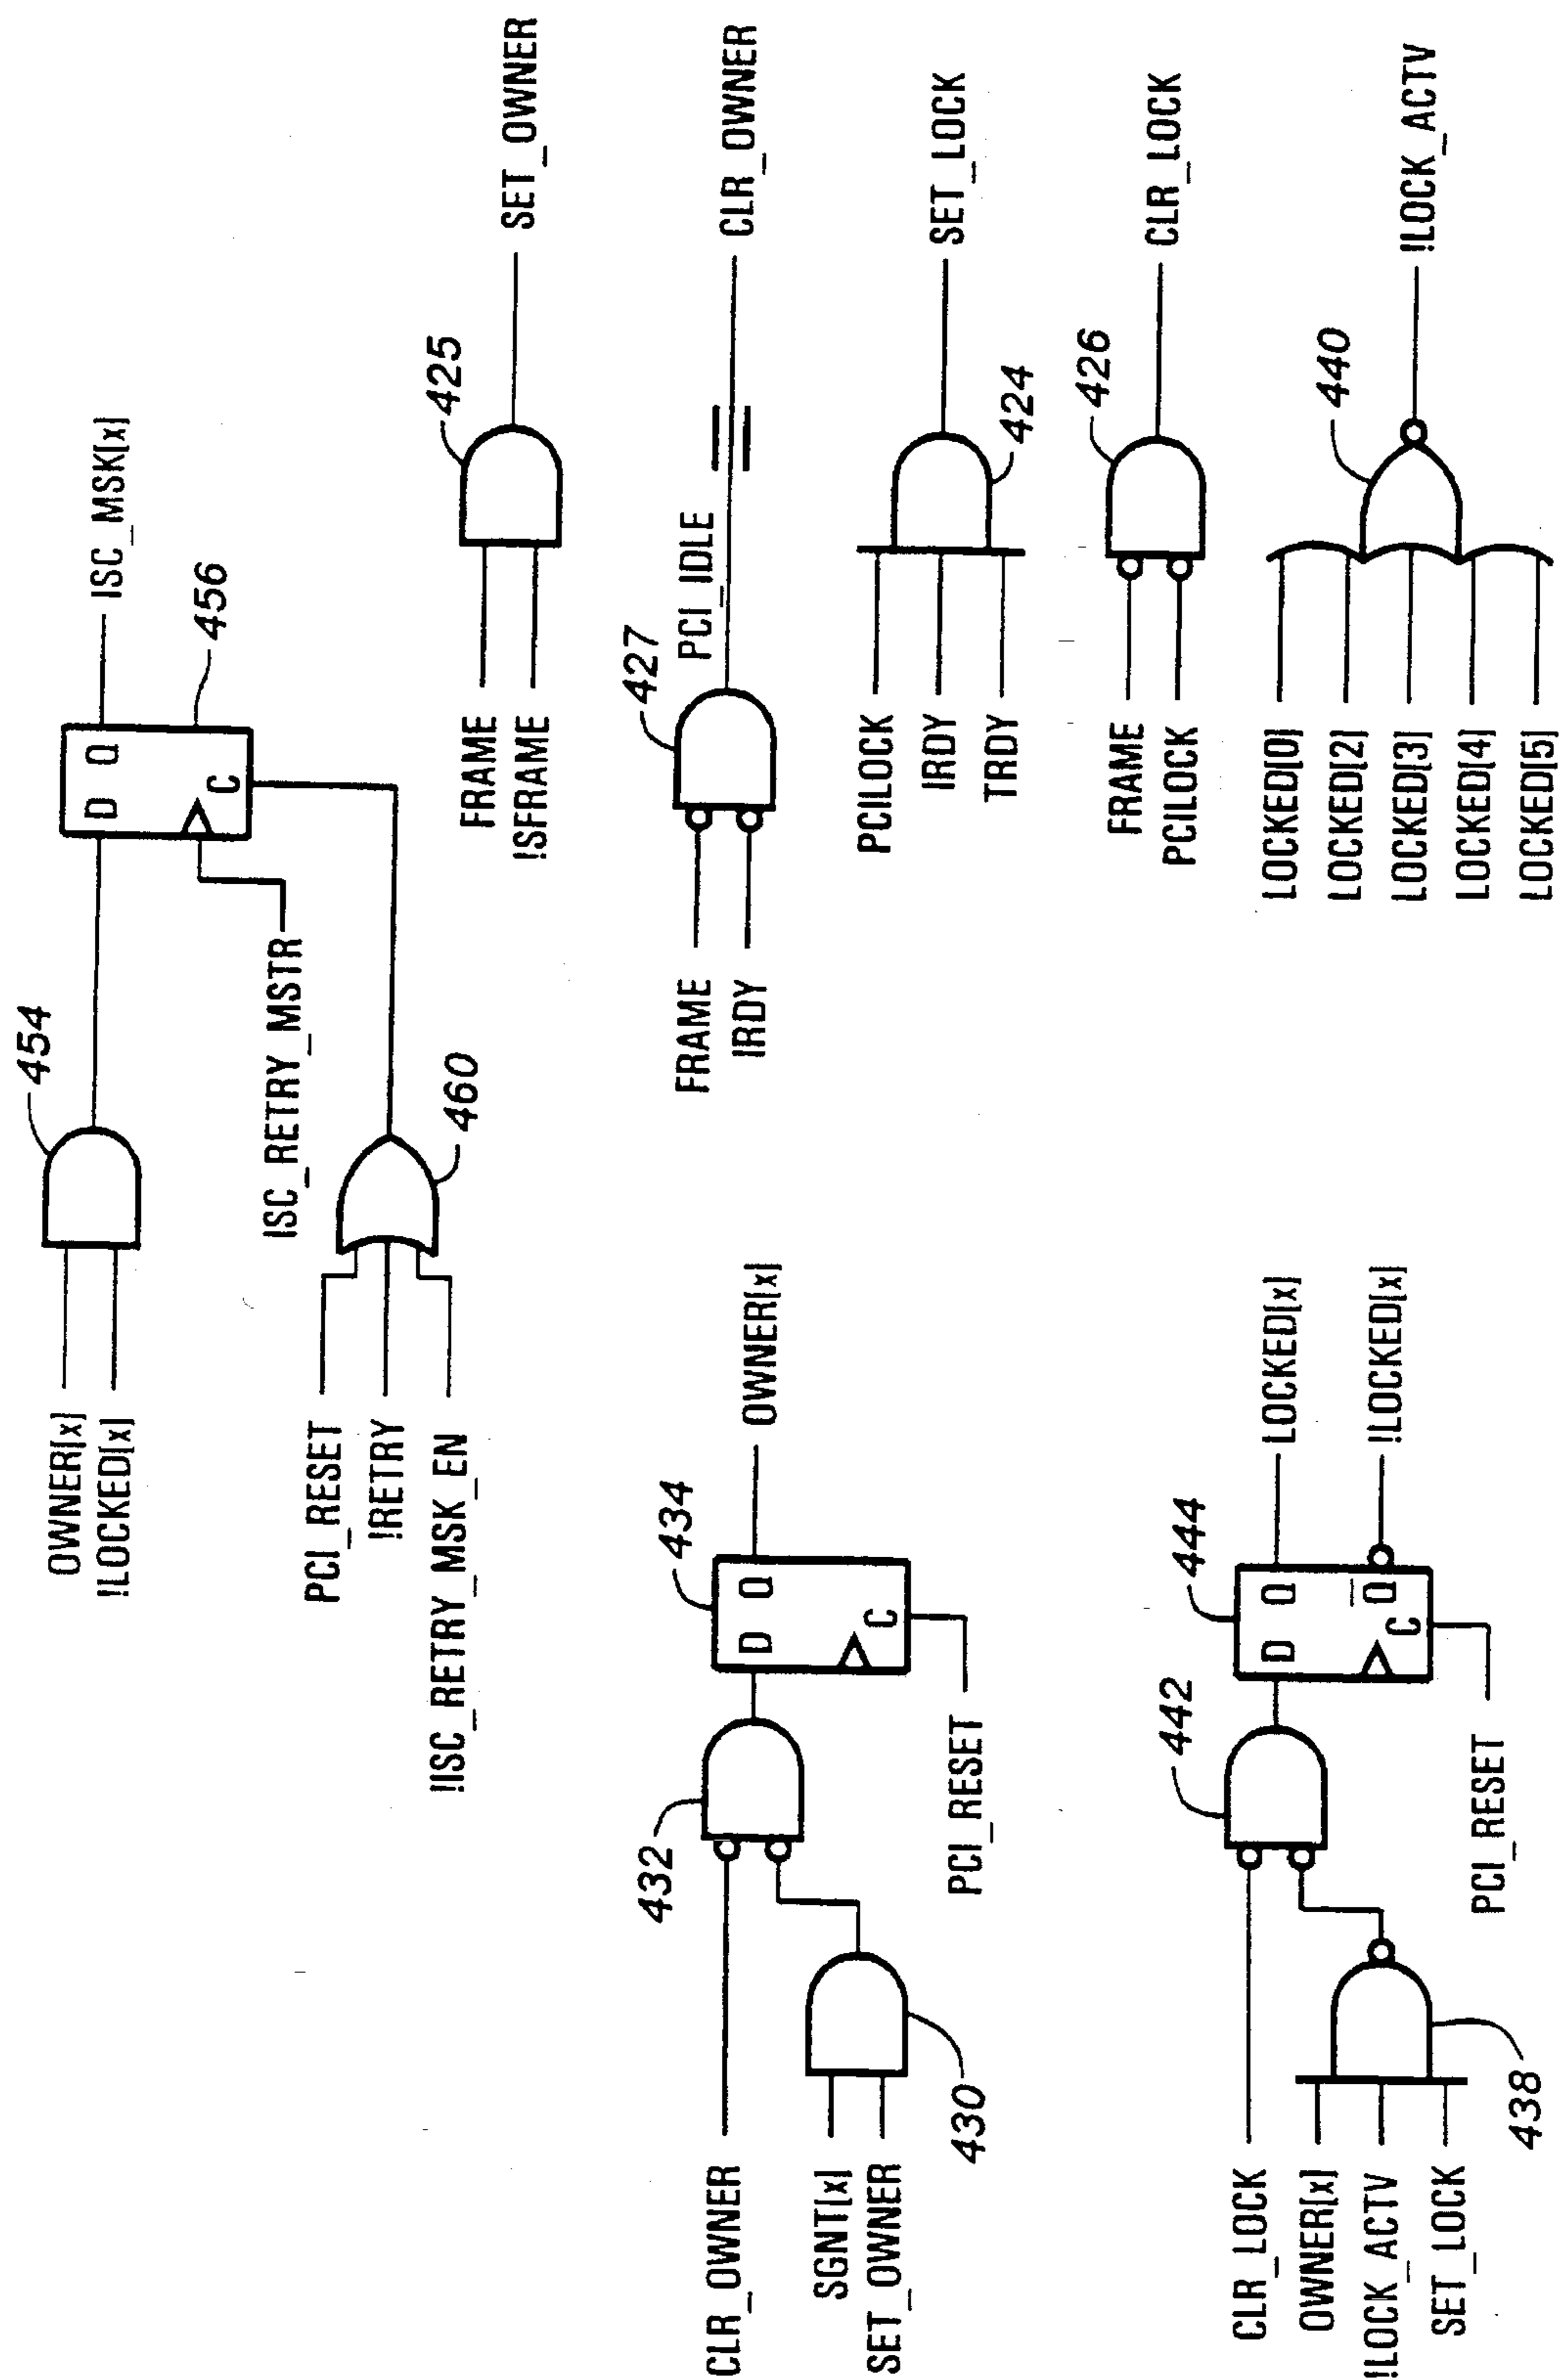 OWNER[x]
!LOCKED[x]
454
ISC_RETRY_MSTR
PCI_RESET
!RETRY
!ISC_RETRY_MSK_EN
460
D Q
C
456
ISC_MSK[x]
FRAME
!SFRAME
425
SET_OWNER
CLR_OWNER
SGNT[x]
SET_OWNER
430
432
D Q
C
434
PCI_RESET
OWNER[x]
FRAME
IRDY
427
PCI_IDLE
CLR_OWNER
PCILOCK
IRDY
TRDY
424
SET_LOCK
FRAME
PCILOCK
426
CLR_LOCK
CLR_LOCK
OWNER[x]
!LOCK_ACTV
SET_LOCK
438
442
D Q
Q
C
444
PCI_RESET
LOCKED[x]
!LOCKED[x]
LOCKED[0]
LOCKED[2]
LOCKED[3]
LOCKED[4]
LOCKED[5]
440
!LOCK_ACTV